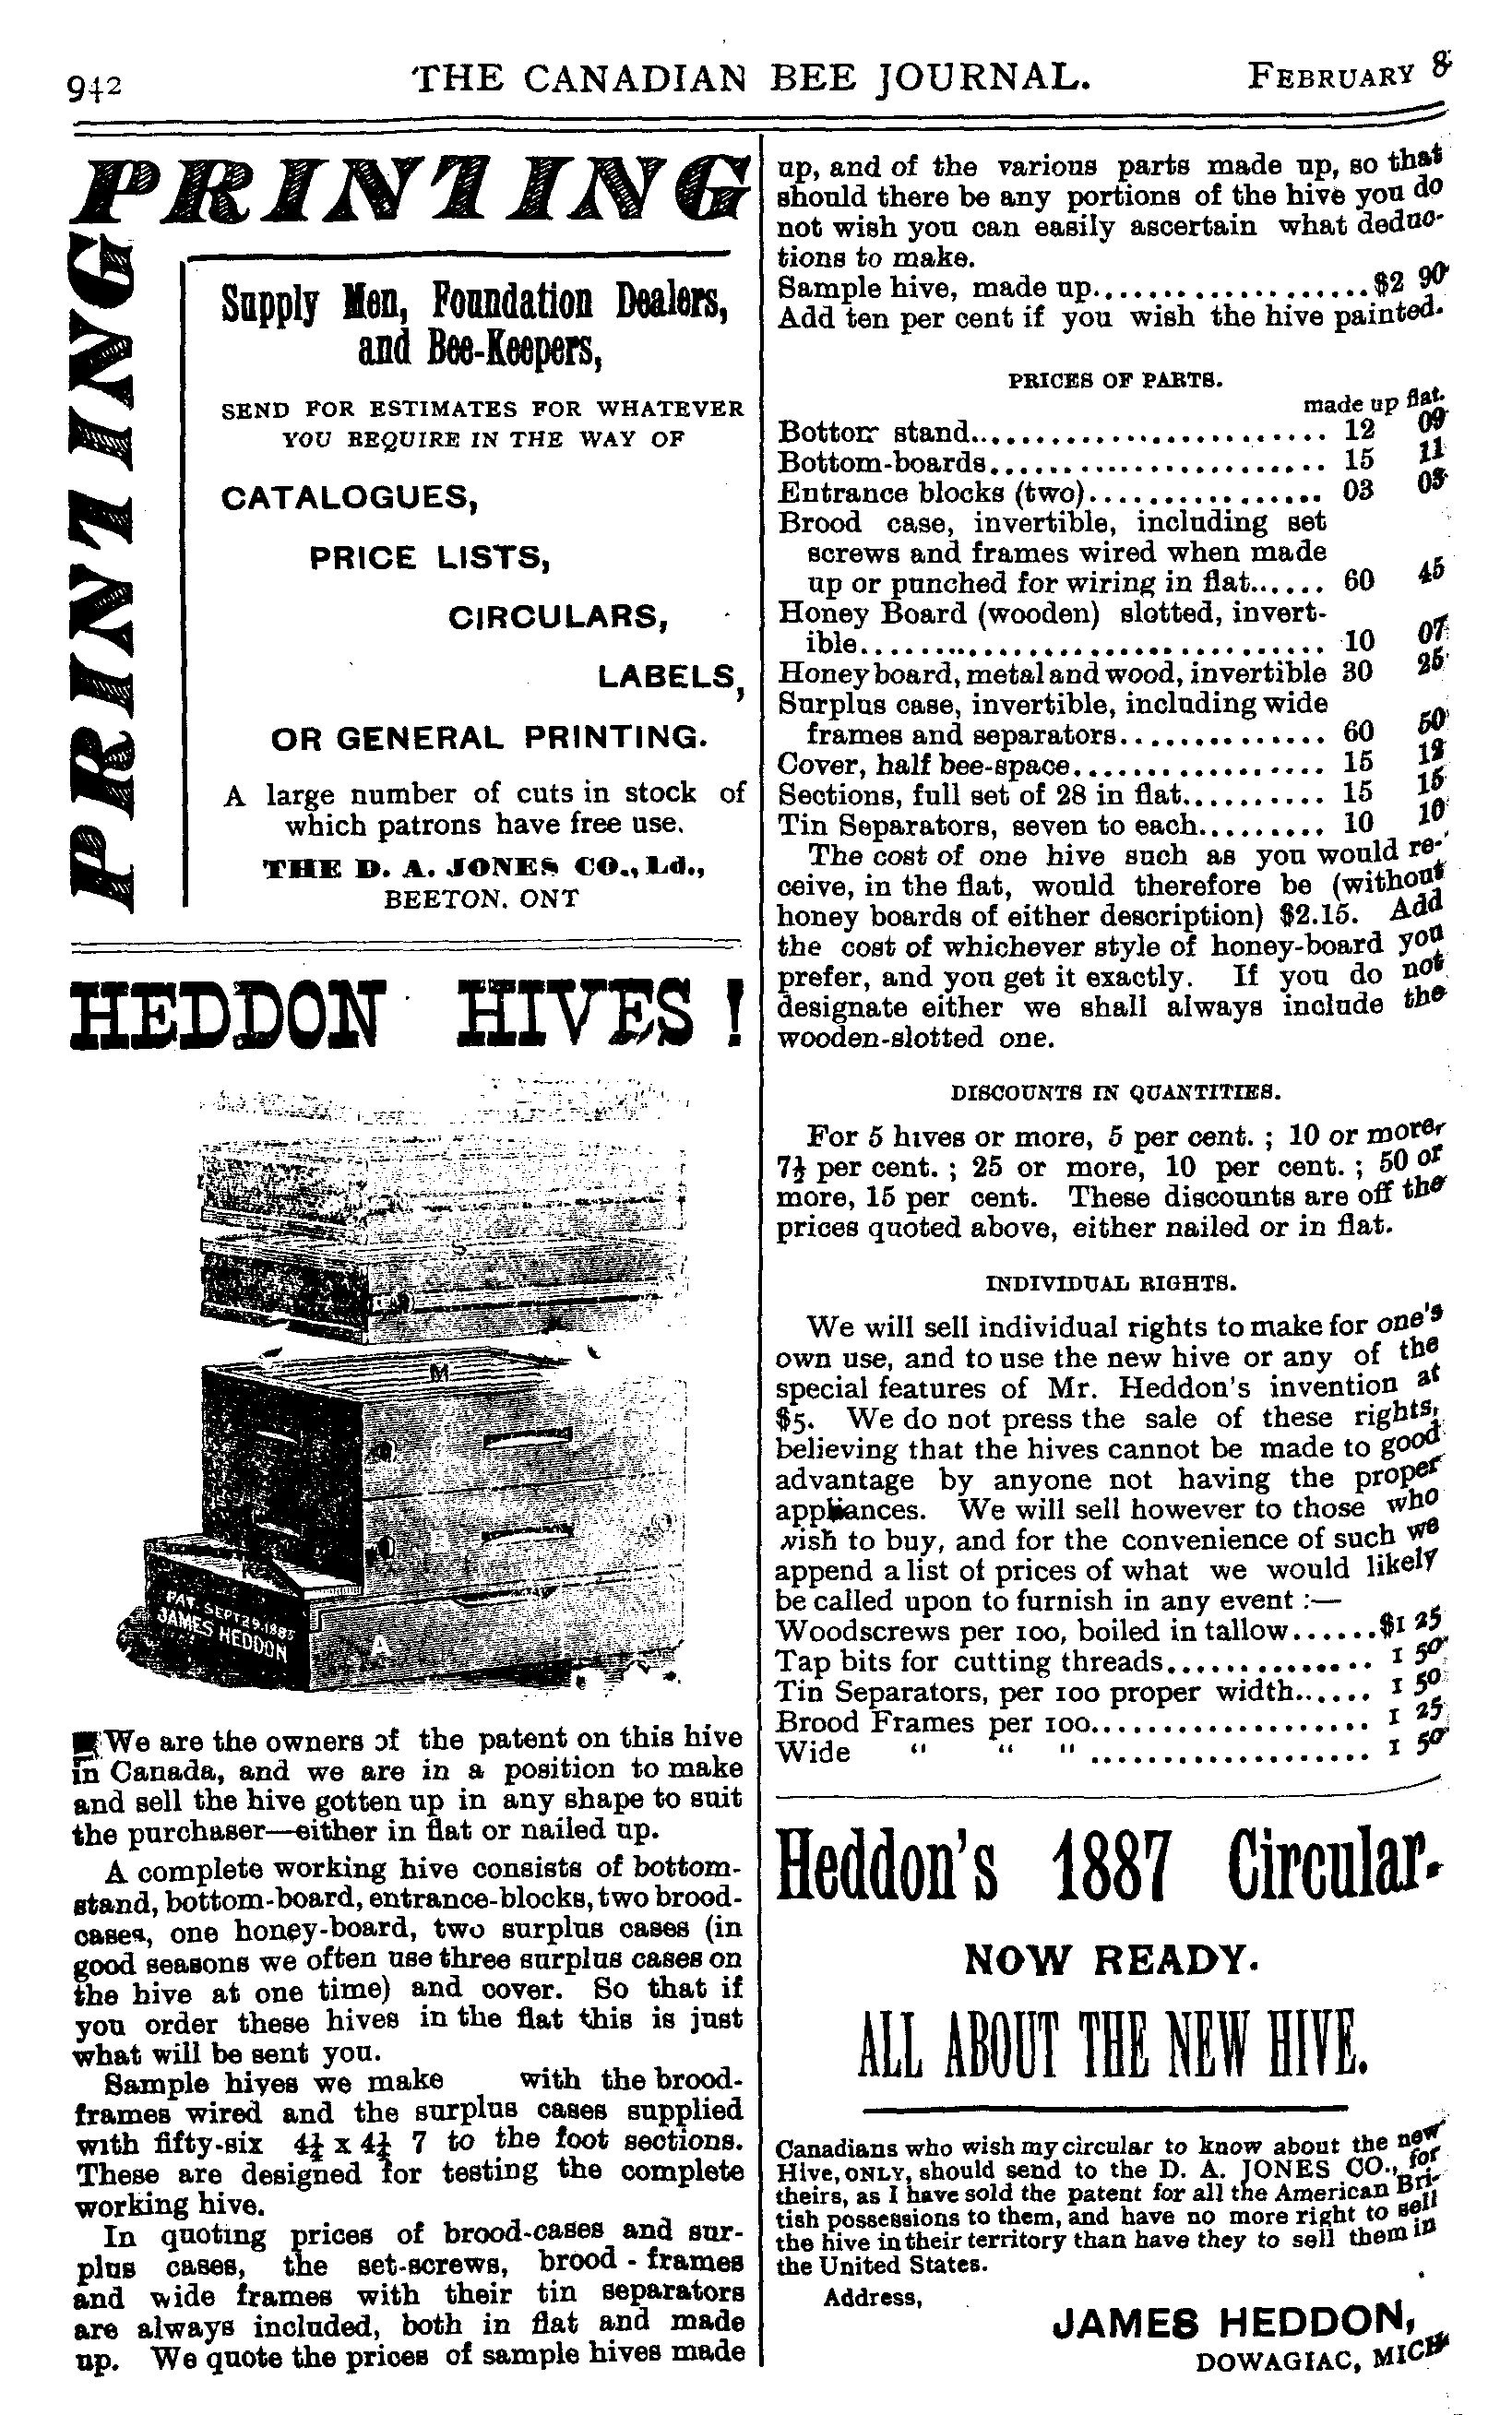 942
THE CANADIAN BEE JOURNAL.
FEBRUARY 8
PRINTING
PRINTING
Supply Men, Foundation Dealers,
and Bee-Keepers,
SEND FOR ESTIMATES FOR WHATEVER
YOU REQUIRE IN THE WAY OF
CATALOGUES,
PRICE LISTS,
CIRCULARS,
LABELS,
OR GENERAL PRINTING.
A large number of cuts in stock of
which patrons have free use.
THE D. A. JONES CO., Ld.,
BEETON. ONT
HEDDON HIVES !
S
M
C
B
A
PAT. SEPT 29. 1885
JAMES HEDDON
We are the owners of the patent on this hive
in Canada, and we are in a position to make
and sell the hive gotten up in any shape to suit
the purchaser—either in flat or nailed up.
A complete working hive consists of bottom-
stand, bottom-board, entrance-blocks, two brood-
cases, one honey-board, two surplus cases (in
good seasons we often use three surplus cases on
the hive at one time) and cover. So that if
you order these hives in the flat this is just
what will be sent you.
Sample hives we make with the brood-
frames wired and the surplus cases supplied
with fifty-six 4¼ x 4¼ 7 to the foot sections.
These are designed for testing the complete
working hive.
In quoting prices of brood-cases and sur-
plus cases, the set-screws, brood - frames
and wide frames with their tin separators
are always included, both in flat and made
up. We quote the prices of sample hives made
up, and of the various parts made up, so that
should there be any portions of the hive you do
not wish you can easily ascertain what deduc-
tions to make.
Sample hive, made up.................... $2 90
Add ten per cent if you wish the hive painted.
PRICES OF PARTS.
made up flat.
Bottom stand........................ 12 09
Bottom-boards....................... 15 11
Entrance blocks (two)................ 03 03
Brood case, invertible, including set
screws and frames wired when made
up or punched for wiring in flat...... 60 45
Honey Board (wooden) slotted, invert-
ible................................ 10 07
Honey board, metal and wood, invertible 30 25
Surplus case, invertible, including wide
frames and separators.............. 60 50
Cover, half bee-space................. 15 12
Sections, full set of 28 in flat.......... 15 15
Tin Separators, seven to each......... 10 10
The cost of one hive such as you would re-
ceive, in the flat, would therefore be (without
honey boards of either description) $2.15. Add
the cost of whichever style of honey-board you
prefer, and you get it exactly. If you do not
designate either we shall always include the
wooden-slotted one.
DISCOUNTS IN QUANTITIES.
For 5 hives or more, 5 per cent. ; 10 or more,
7½ per cent. ; 25 or more, 10 per cent. ; 50 or
more, 15 per cent. These discounts are off the
prices quoted above, either nailed or in flat.
INDIVIDUAL RIGHTS.
We will sell individual rights to make for one's
own use, and to use the new hive or any of the
special features of Mr. Heddon's invention at
$5. We do not press the sale of these rights,
believing that the hives cannot be made to good
advantage by anyone not having the proper
appliances. We will sell however to those who
wish to buy, and for the convenience of such we
append a list of prices of what we would likely
be called upon to furnish in any event :—
Woodscrews per 100, boiled in tallow...... $1 25
Tap bits for cutting threads.............. 1 50
Tin Separators, per 100 proper width...... 1 50
Brood Frames per 100................... 1 25
Wide " " " ................... 1 50
Heddon's 1887 Circular.
NOW READY.
ALL ABOUT THE NEW HIVE.
Canadians who wish my circular to know about the new
Hive, ONLY, should send to the D. A. JONES CO., for
theirs, as I have sold the patent for all the American Bri-
tish possessions to them, and have no more right to sell
the hive in their territory than have they to sell them in
the United States.
Address,
JAMES HEDDON,
DOWAGIAC, MICH